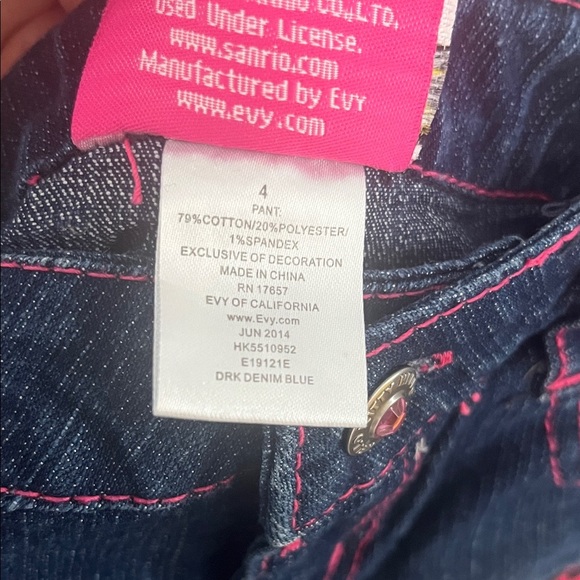 CO.,LTD.
Used Under License.
www.sanrio.com
Manufactured by Evy
www.evy.com
4
PANT:
79%COTTON/20%POLYESTER/
1%SPANDEX
EXCLUSIVE OF DECORATION
MADE IN CHINA
RN 17657
EVY OF CALIFORNIA
www.Evy.com
JUN 2014
HK5510952
E19121E
DRK DENIM BLUE